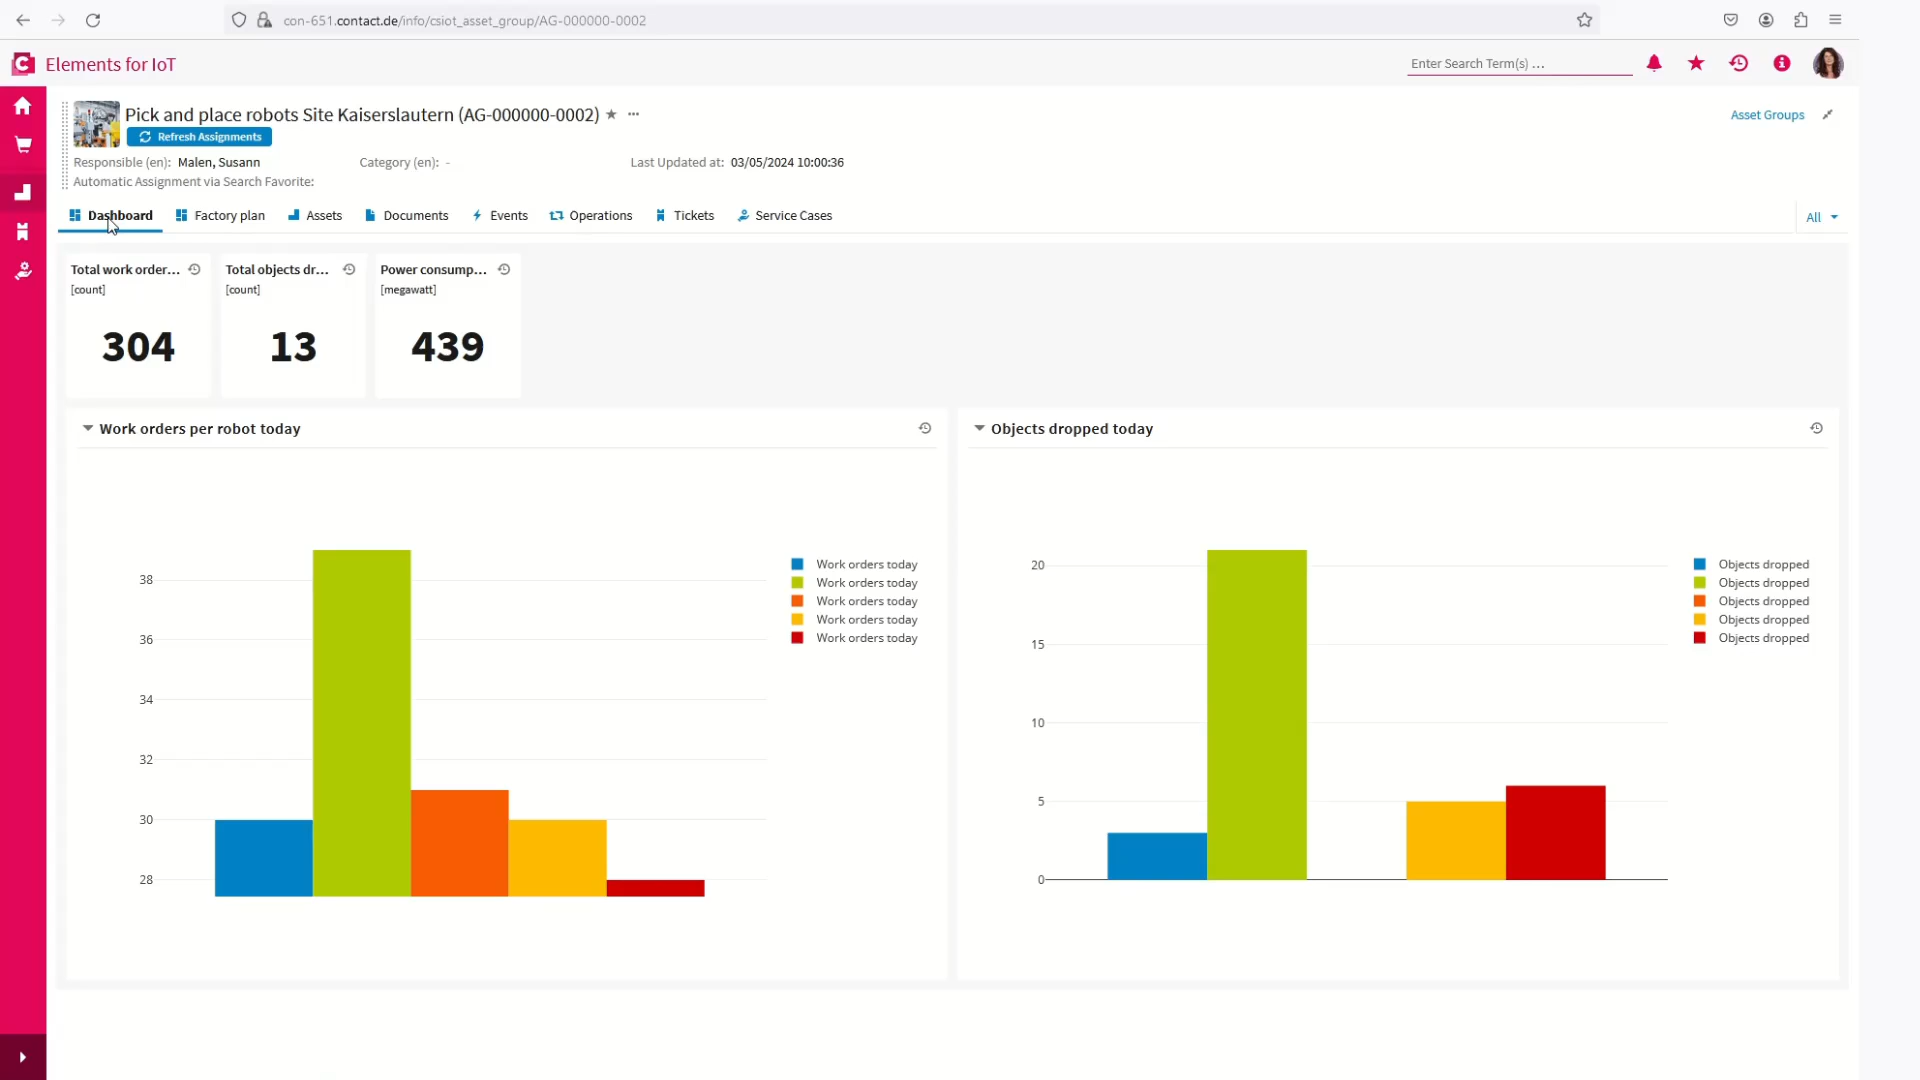 con-651.contact.de/info/csiot_asset_group/AG-000000-0002
Elements for IoT
Enter Search Term(s) ...
Pick and place robots Site Kaiserslautern (AG-000000-0002)
Asset Groups
Refresh Assignments
Responsible (en): Malen, Susann
Category (en): -
Last Updated at: 03/05/2024 10:00:36
Automatic Assignment via Search Favorite:
Dashboard
Factory plan
Assets
Documents
Events
Operations
Tickets
Service Cases
All
Total work order...
[count]
304
Total objects dr...
[count]
13
Power consump...
[megawatt]
439
Work orders per robot today
38
36
34
32
30
28
Work orders today
Work orders today
Work orders today
Work orders today
Work orders today
Objects dropped today
20
15
10
5
0
Objects dropped
Objects dropped
Objects dropped
Objects dropped
Objects dropped